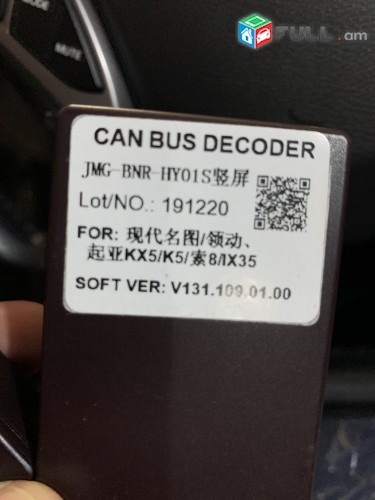 MODE
MUTE
FULL.am
CAN BUS DECODER
JMG-BNR-HY01S竖屏
Lot/NO.: 191220
FOR: 现代名图/领动、
起亚KX5/K5/索8/IX35
SOFT VER: V131.109.01.00